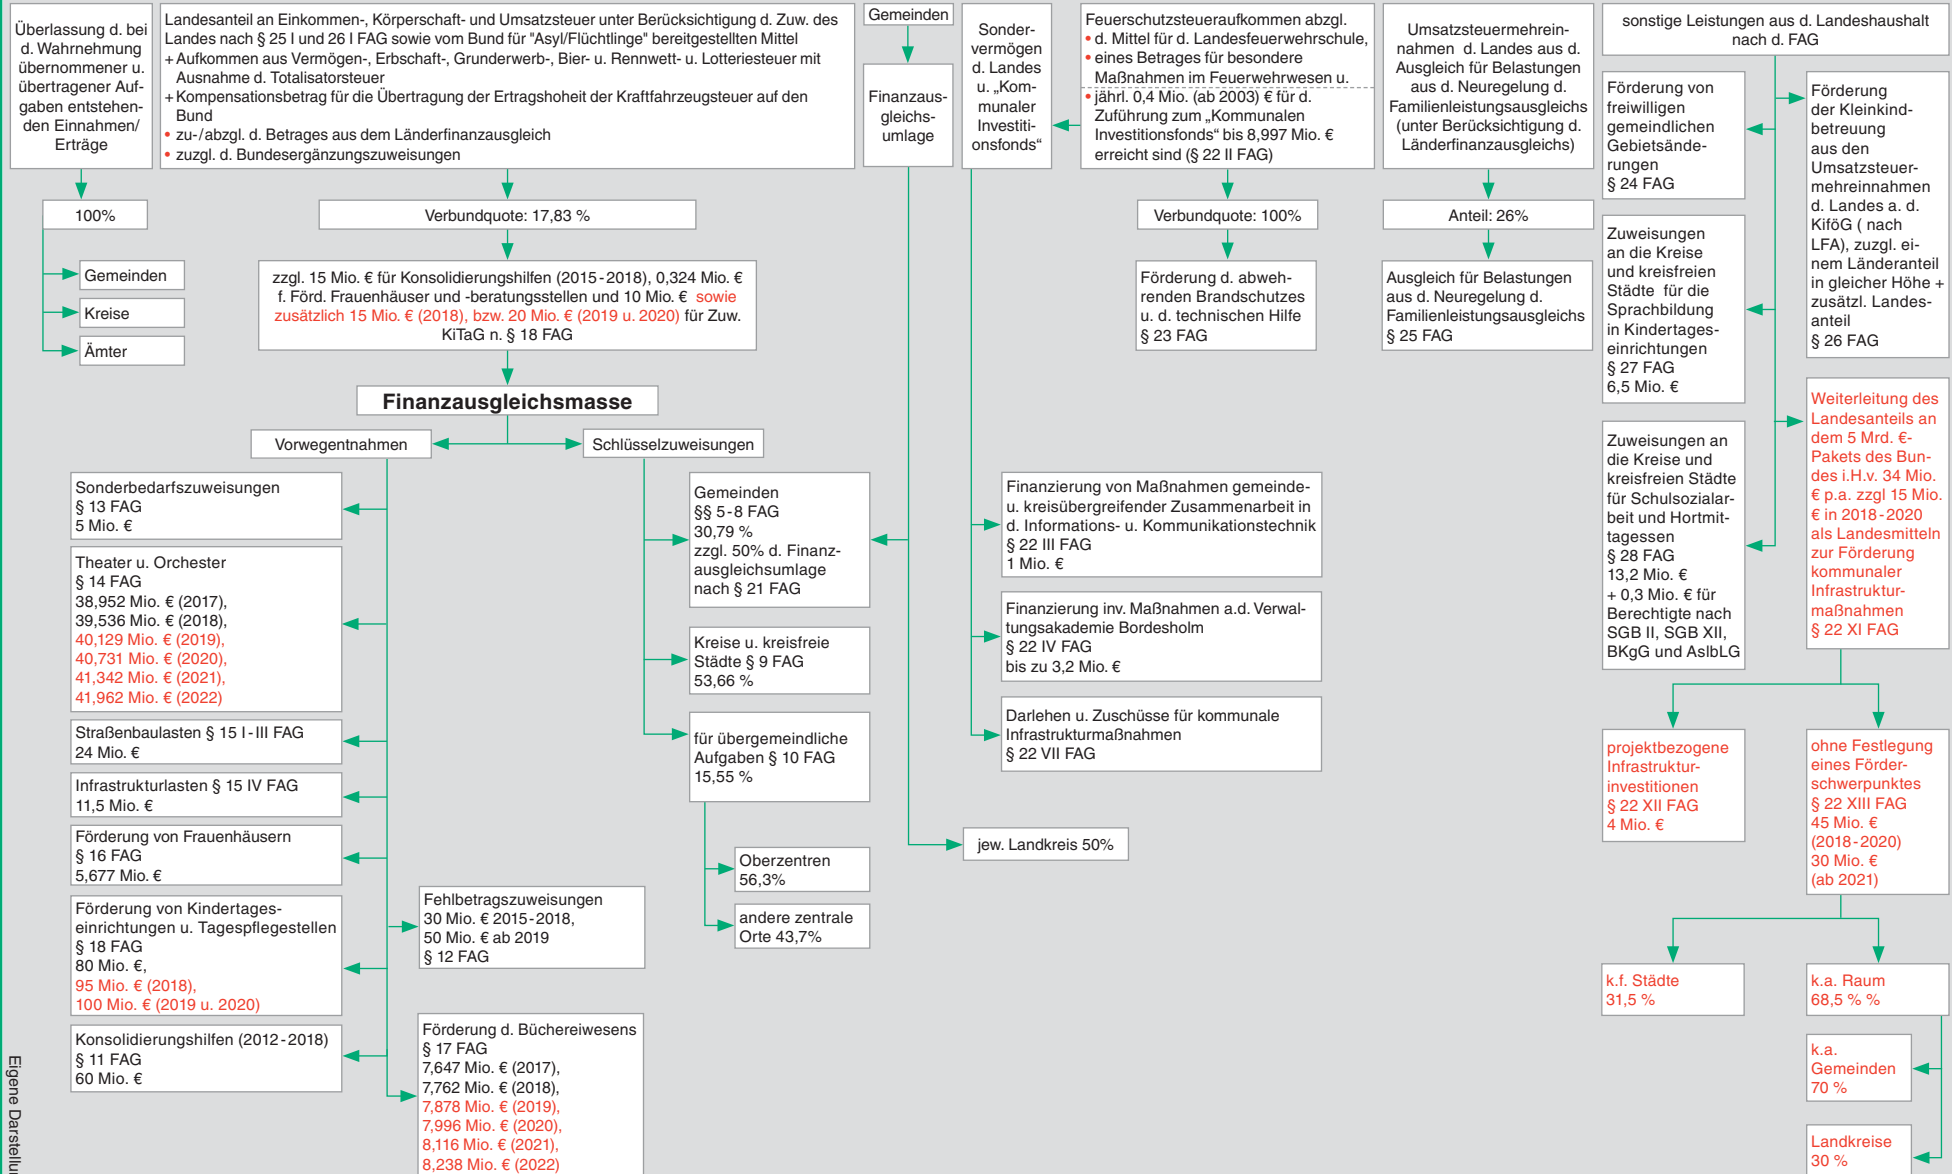 Überlassung d. bei
d. Wahrnehmung
übernommener u.
übertragener Auf-
gaben entstehen-
den Einnahmen/
Erträge
100%
Gemeinden
Kreise
Ämter
Landesanteil an Einkommen-, Körperschaft- und Umsatzsteuer unter Berücksichtigung d. Zuw. des
Landes nach § 25 I und 26 I FAG sowie vom Bund für "Asyl/Flüchtlinge" bereitgestellten Mittel
+ Aufkommen aus Vermögen-, Erbschaft-, Grunderwerb-, Bier- u. Rennwett- u. Lotteriesteuer mit
Ausnahme d. Totalisatorsteuer
+ Kompensationsbetrag für die Übertragung der Ertragshoheit der Kraftfahrzeugsteuer auf den
Bund
• zu-/abzgl. d. Betrages aus dem Länderfinanzausgleich
• zuzgl. d. Bundesergänzungszuweisungen
Verbundquote: 17,83 %
zzgl. 15 Mio. € für Konsolidierungshilfen (2015-2018), 0,324 Mio. €
f. Förd. Frauenhäuser und -beratungsstellen und 10 Mio. € sowie
zusätzlich 15 Mio. € (2018), bzw. 20 Mio. € (2019 u. 2020) für Zuw.
KiTaG n. § 18 FAG
Finanzausgleichsmasse
Vorwegentnahmen
Schlüsselzuweisungen
Sonderbedarfszuweisungen
§ 13 FAG
5 Mio. €
Theater u. Orchester
§ 14 FAG
38,952 Mio. € (2017),
39,536 Mio. € (2018),
40,129 Mio. € (2019),
40,731 Mio. € (2020),
41,342 Mio. € (2021),
41,962 Mio. € (2022)
Straßenbaulasten § 15 I-III FAG
24 Mio. €
Infrastrukturlasten § 15 IV FAG
11,5 Mio. €
Förderung von Frauenhäusern
§ 16 FAG
5,677 Mio. €
Förderung von Kindertages-
einrichtungen u. Tagespflegestellen
§ 18 FAG
80 Mio. €,
95 Mio. € (2018),
100 Mio. € (2019 u. 2020)
Konsolidierungshilfen (2012-2018)
§ 11 FAG
60 Mio. €
Fehlbetragszuweisungen
30 Mio. € 2015-2018,
50 Mio. € ab 2019
§ 12 FAG
Förderung d. Büchereiwesens
§ 17 FAG
7,647 Mio. € (2017),
7,762 Mio. € (2018),
7,878 Mio. € (2019),
7,996 Mio. € (2020),
8,116 Mio. € (2021),
8,238 Mio. € (2022)
Gemeinden
§§ 5-8 FAG
30,79 %
zzgl. 50% d. Finanz-
ausgleichsumlage
nach § 21 FAG
Kreise u. kreisfreie
Städte § 9 FAG
53,66 %
für übergemeindliche
Aufgaben § 10 FAG
15,55 %
Oberzentren
56,3%
andere zentrale
Orte 43,7%
Gemeinden
Finanzaus-
gleichs-
umlage
jew. Landkreis 50%
Sonder-
vermögen
d. Landes
u. „Kom-
munaler
Investiti-
onsfonds“
Finanzierung von Maßnahmen gemeinde-
u. kreisübergreifender Zusammenarbeit in
d. Informations- u. Kommunikationstechnik
§ 22 III FAG
1 Mio. €
Finanzierung inv. Maßnahmen a.d. Verwal-
tungsakademie Bordesholm
§ 22 IV FAG
bis zu 3,2 Mio. €
Darlehen u. Zuschüsse für kommunale
Infrastrukturmaßnahmen
§ 22 VII FAG
Feuerschutzsteueraufkommen abzgl.
• d. Mittel für d. Landesfeuerwehrschule,
• eines Betrages für besondere
Maßnahmen im Feuerwehrwesen u.
• jährl. 0,4 Mio. (ab 2003) € für d.
Zuführung zum „Kommunalen
Investitionsfonds“ bis 8,997 Mio. €
erreicht sind (§ 22 II FAG)
Verbundquote: 100%
Förderung d. abweh-
renden Brandschutzes
u. d. technischen Hilfe
§ 23 FAG
Umsatzsteuermehrein-
nahmen d. Landes aus d.
Ausgleich für Belastungen
aus d. Neuregelung d.
Familienleistungsausgleichs
(unter Berücksichtigung d.
Länderfinanzausgleichs)
Anteil: 26%
Ausgleich für Belastungen
aus d. Neuregelung d.
Familienleistungsausgleichs
§ 25 FAG
sonstige Leistungen aus d. Landeshaushalt
nach d. FAG
Förderung von
freiwilligen
gemeindlichen
Gebietsände-
rungen
§ 24 FAG
Zuweisungen
an die Kreise
und kreisfreien
Städte für die
Sprachbildung
in Kindertages-
einrichtungen
§ 27 FAG
6,5 Mio. €
Zuweisungen an
die Kreise und
kreisfreien Städte
für Schulsozialar-
beit und Hortmit-
tagessen
§ 28 FAG
13,2 Mio. €
+ 0,3 Mio. € für
Berechtigte nach
SGB II, SGB XII,
BKgG und AslbLG
Förderung
der Kleinkind-
betreuung
aus den
Umsatzsteuer-
mehreinnahmen
d. Landes a. d.
KiföG ( nach
LFA), zuzgl. ei-
nem Länderanteil
in gleicher Höhe +
zusätzl. Landes-
anteil
§ 26 FAG
Weiterleitung des
Landesanteils an
dem 5 Mrd. €-
Pakets des Bun-
des i.H.v. 34 Mio.
€ p.a. zzgl 15 Mio.
€ in 2018-2020
als Landesmitteln
zur Förderung
kommunaler
Infrastruktur-
maßnahmen
§ 22 XI FAG
projektbezogene
Infrastruktur-
investitionen
§ 22 XII FAG
4 Mio. €
ohne Festlegung
eines Förder-
schwerpunktes
§ 22 XIII FAG
45 Mio. €
(2018-2020)
30 Mio. €
(ab 2021)
k.f. Städte
31,5 %
k.a. Raum
68,5 % %
k.a.
Gemeinden
70 %
Landkreise
30 %
Eigene